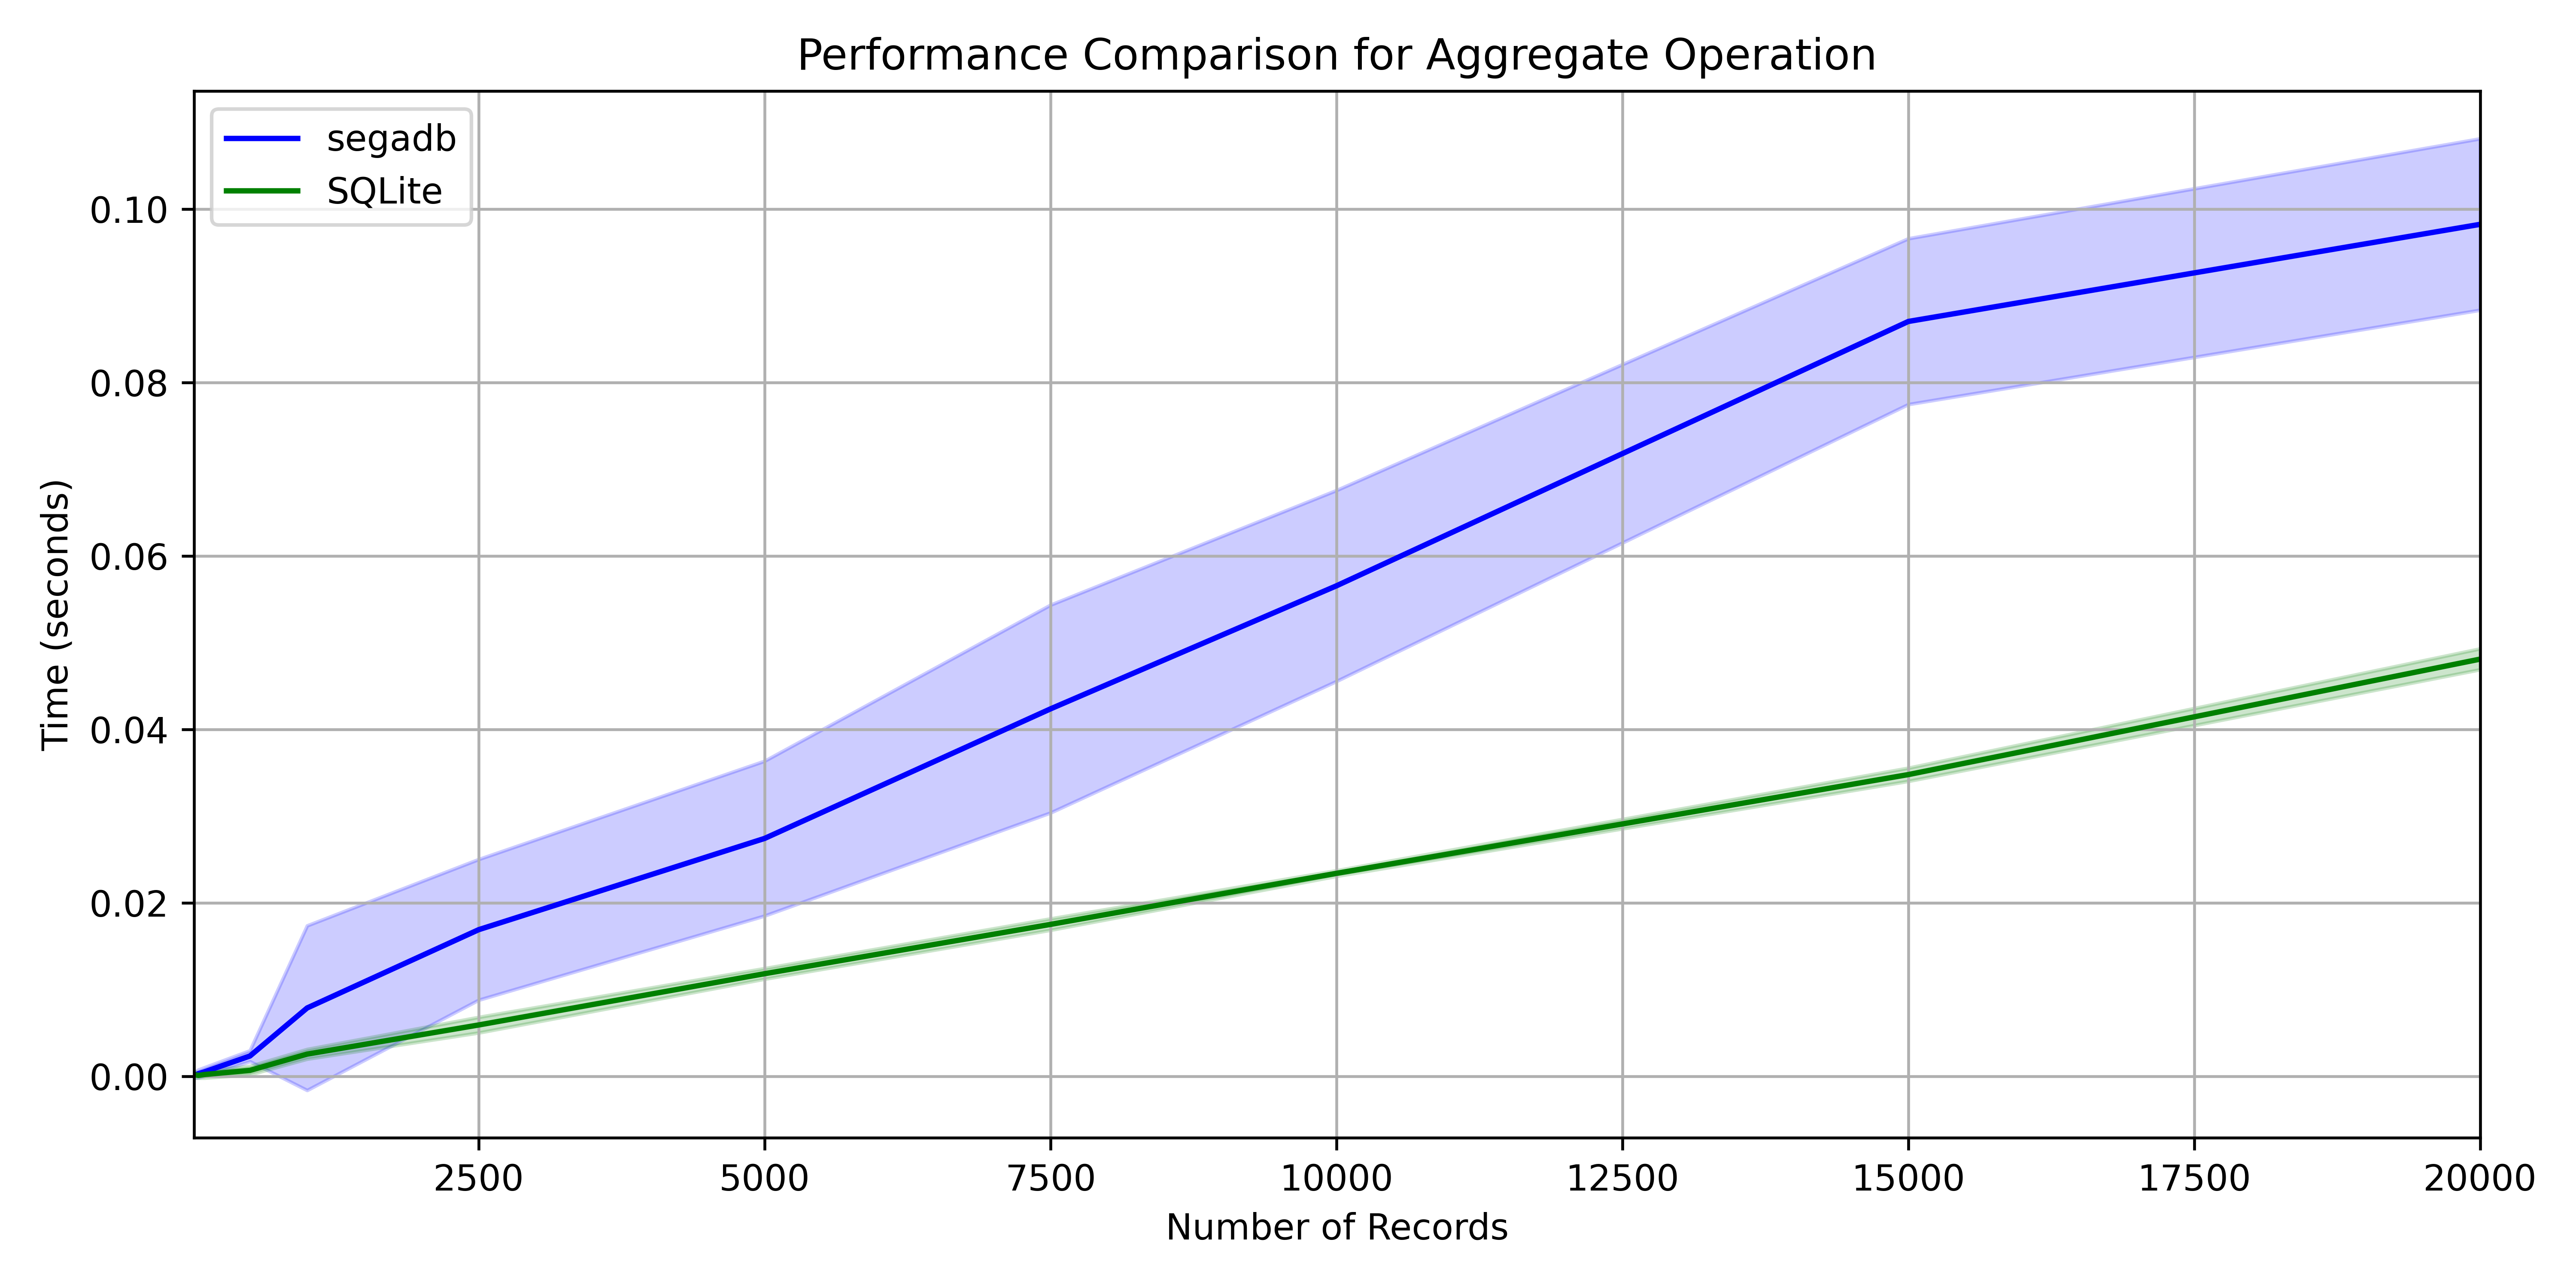 Performance Comparison for Aggregate Operation
segadb
SQLite
0.10
0.08
0.06
0.04
0.02
0.00
Time (seconds)
2500 5000 7500 10000 12500 15000 17500 20000
Number of Records